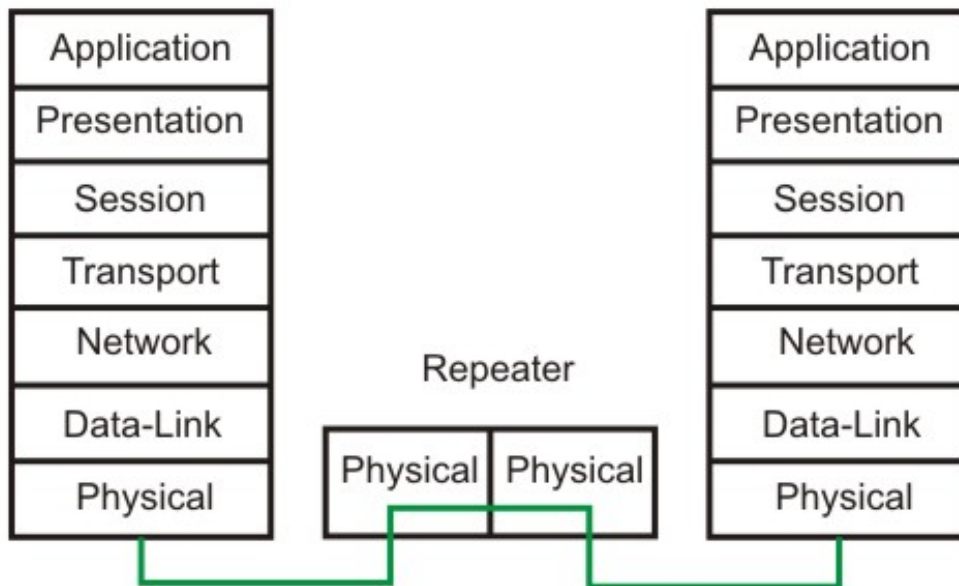 Application
Presentation
Session
Transport
Network
Data-Link
Physical
Repeater
Physical Physical
Application
Presentation
Session
Transport
Network
Data-Link
Physical